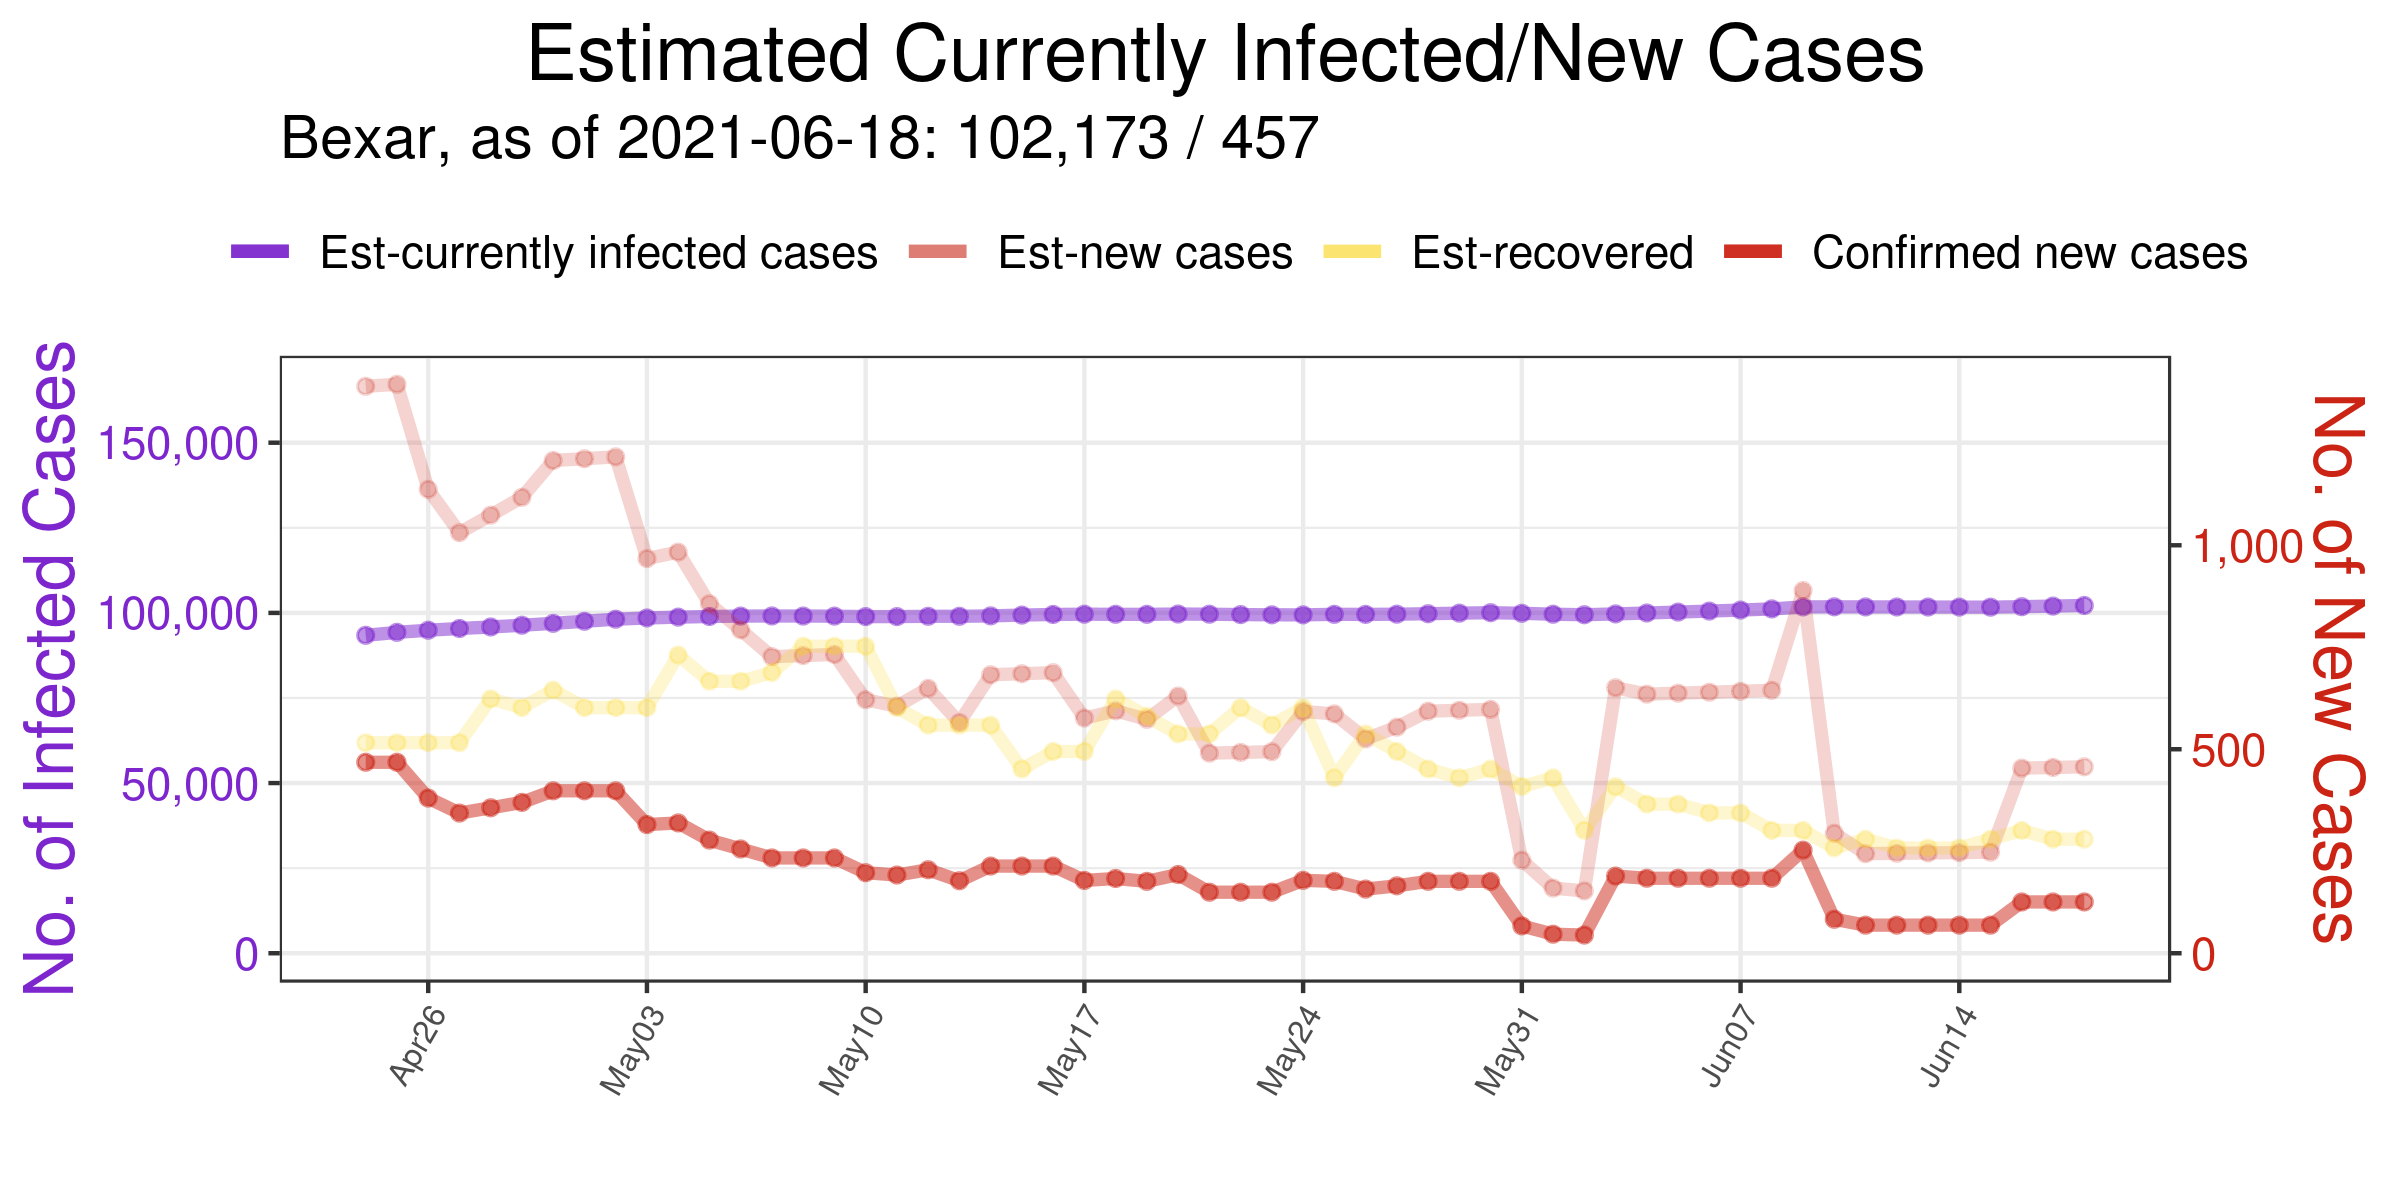 Estimated Currently Infected/New Cases
Bexar, as of 2021-06-18: 102,173 / 457
Est-currently infected cases Est-new cases Est-recovered Confirmed new cases
No. of Infected Cases
150,000
100,000
50,000
0
No. of New Cases
1,000
500
0
Apr26 May03 May10 May17 May24 May31 Jun07 Jun14